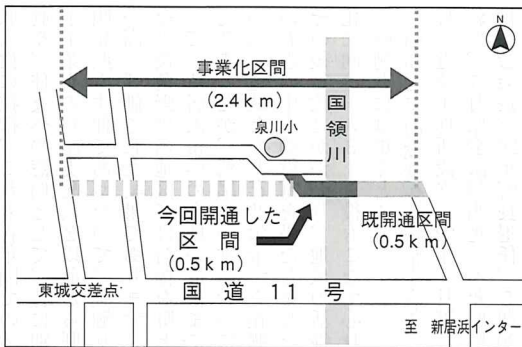 N
事業化区間
(2.4km)
国領川
泉川小
今回開通した
区間
(0.5km)
既開通区間
(0.5km)
東城交差点
国道11号
至 新居浜インター